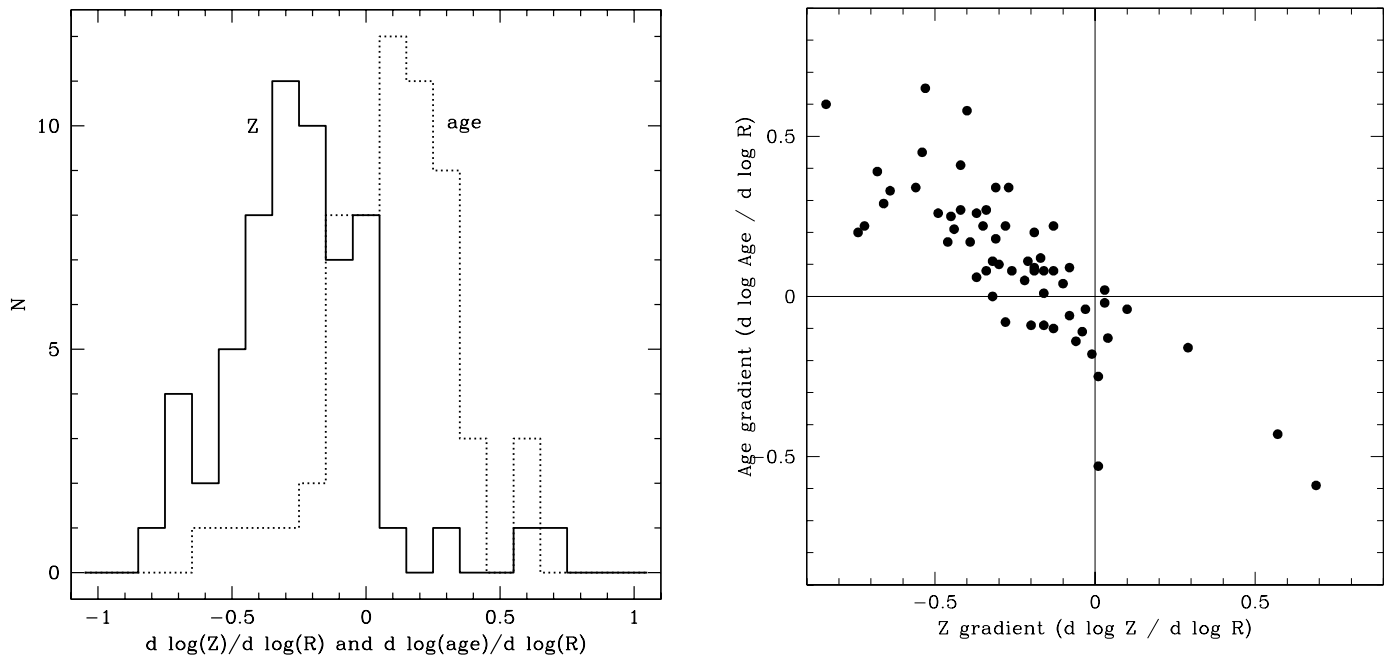 10
5
0
N
Z
age
−1
−0.5
0
0.5
1
d log(Z)/d log(R) and d log(age)/d log(R)
Age gradient (d log Age / d log R)
0.5
0
−0.5
−0.5
0
0.5
Z gradient (d log Z / d log R)